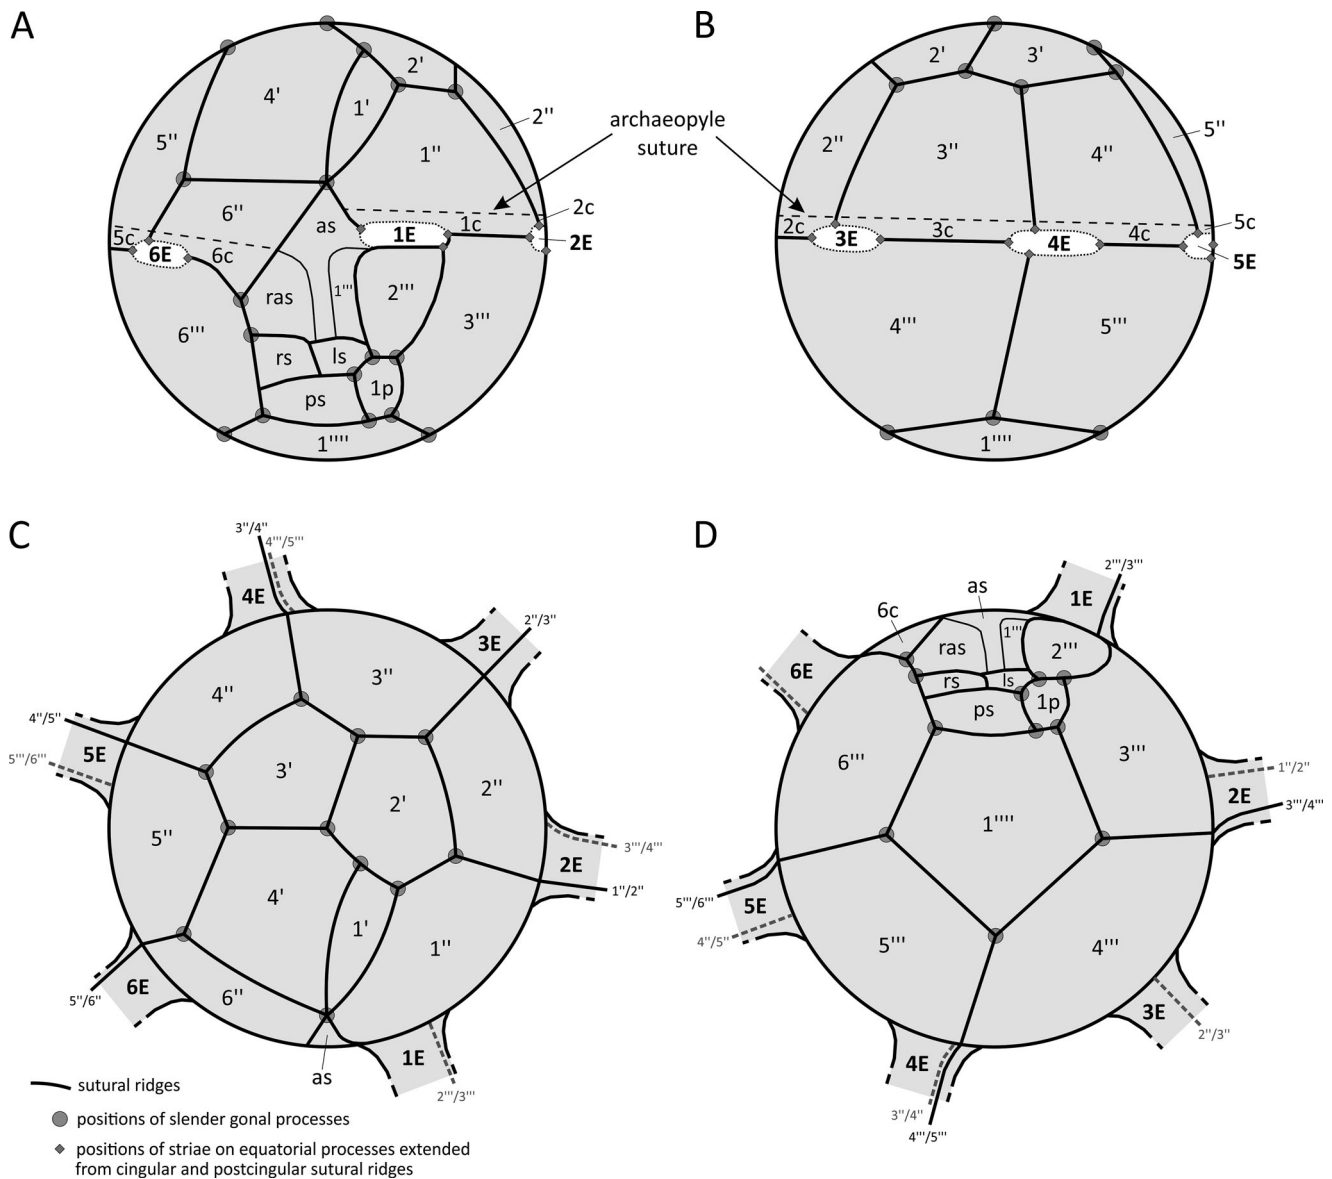 A
2'
4'
1'
5''
2''
1''
6''
as
1c
2c
1E
2E
5c
6E
6c
ras
1'''
2'''
3'''
6'''
rs
ls
1p
ps
1''''
archaeopyle
suture
B
2'
3'
5''
2''
3''
4''
2c
3E
3c
4E
4c
5c
5E
4'''
5'''
1''''
C
3''/4''
4'''/5'''
4E
2''/3''
3E
3''
4''
4''/5''
5E
5'''/6'''
3'
2'
2''
5''
3'''/4'''
2E
1''/2''
4'
1'
1''
6E
5''/6''
6''
1E
as
2'''/3'''
D
2'''/3'''
as
1E
6c
1'''
2'''
ras
6E
rs
ls
ps
1p
6'''
3'''
1''/2''
2E
3'''/4'''
1''''
5'''/6'''
5E
4''/5''
5'''
4'''
3E
2''/3''
4E
3''/4''
4'''/5'''
sutural ridges
positions of slender gonal processes
positions of striae on equatorial processes extended
from cingular and postcingular sutural ridges